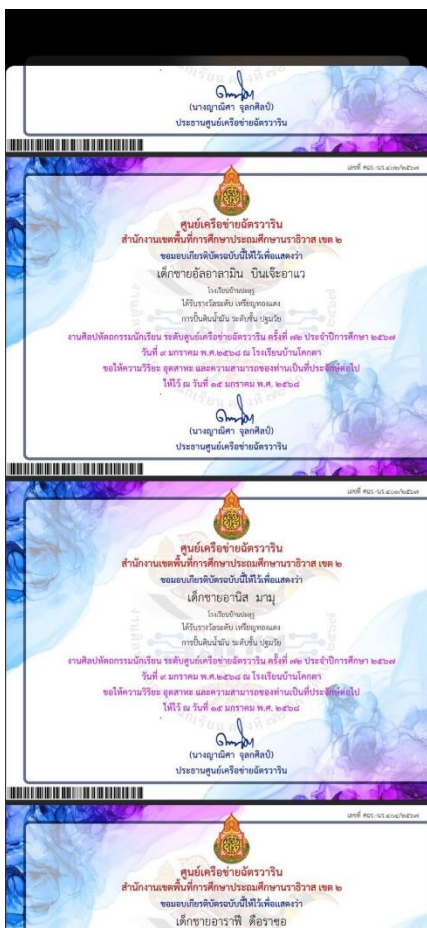 (นางญาณิศา จุลกศิลป์)
ประธานศูนย์เครือข่ายฉัตรวาริน
ศูนย์เครือข่ายฉัตรวาริน
สำนักงานเขตพื้นที่การศึกษาประถมศึกษานราธิวาส เขต ๒
ขอมอบเกียรติบัตรฉบับนี้ให้ไว้เพื่อแสดงว่า
เด็กชายอัลอาลามิน บินเจ๊ะอาแว
ได้รับรางวัลระดับ เหรียญทองแดง
การปั้นดินน้ำมัน ระดับชั้น ปฐมวัย
งานศิลปหัตถกรรมนักเรียน ระดับศูนย์เครือข่ายฉัตรวาริน ครั้งที่ ๗๒ ประจำปีการศึกษา ๒๕๖๗
วันที่ ๙ มกราคม พ.ศ.๒๕๖๘ ณ โรงเรียนบ้านโคกตา
ขอให้ความวิริยะ อุตสาหะ และความสามารถของท่านเป็นที่ประจักษ์ต่อไป
ให้ไว้ ณ วันที่ ๑๕ มกราคม พ.ศ. ๒๕๖๘
(นางญาณิศา จุลกศิลป์)
ประธานศูนย์เครือข่ายฉัตรวาริน
ศูนย์เครือข่ายฉัตรวาริน
สำนักงานเขตพื้นที่การศึกษาประถมศึกษานราธิวาส เขต ๒
ขอมอบเกียรติบัตรฉบับนี้ให้ไว้เพื่อแสดงว่า
เด็กชายอานิส มามุ
ได้รับรางวัลระดับ เหรียญทองแดง
การปั้นดินน้ำมัน ระดับชั้น ปฐมวัย
งานศิลปหัตถกรรมนักเรียน ระดับศูนย์เครือข่ายฉัตรวาริน ครั้งที่ ๗๒ ประจำปีการศึกษา ๒๕๖๗
วันที่ ๙ มกราคม พ.ศ.๒๕๖๘ ณ โรงเรียนบ้านโคกตา
ขอให้ความวิริยะ อุตสาหะ และความสามารถของท่านเป็นที่ประจักษ์ต่อไป
ให้ไว้ ณ วันที่ ๑๕ มกราคม พ.ศ. ๒๕๖๘
(นางญาณิศา จุลกศิลป์)
ประธานศูนย์เครือข่ายฉัตรวาริน
ศูนย์เครือข่ายฉัตรวาริน
สำนักงานเขตพื้นที่การศึกษาประถมศึกษานราธิวาส เขต ๒
ขอมอบเกียรติบัตรฉบับนี้ให้ไว้เพื่อแสดงว่า
เด็กชายอาราฟี ดือราซอ